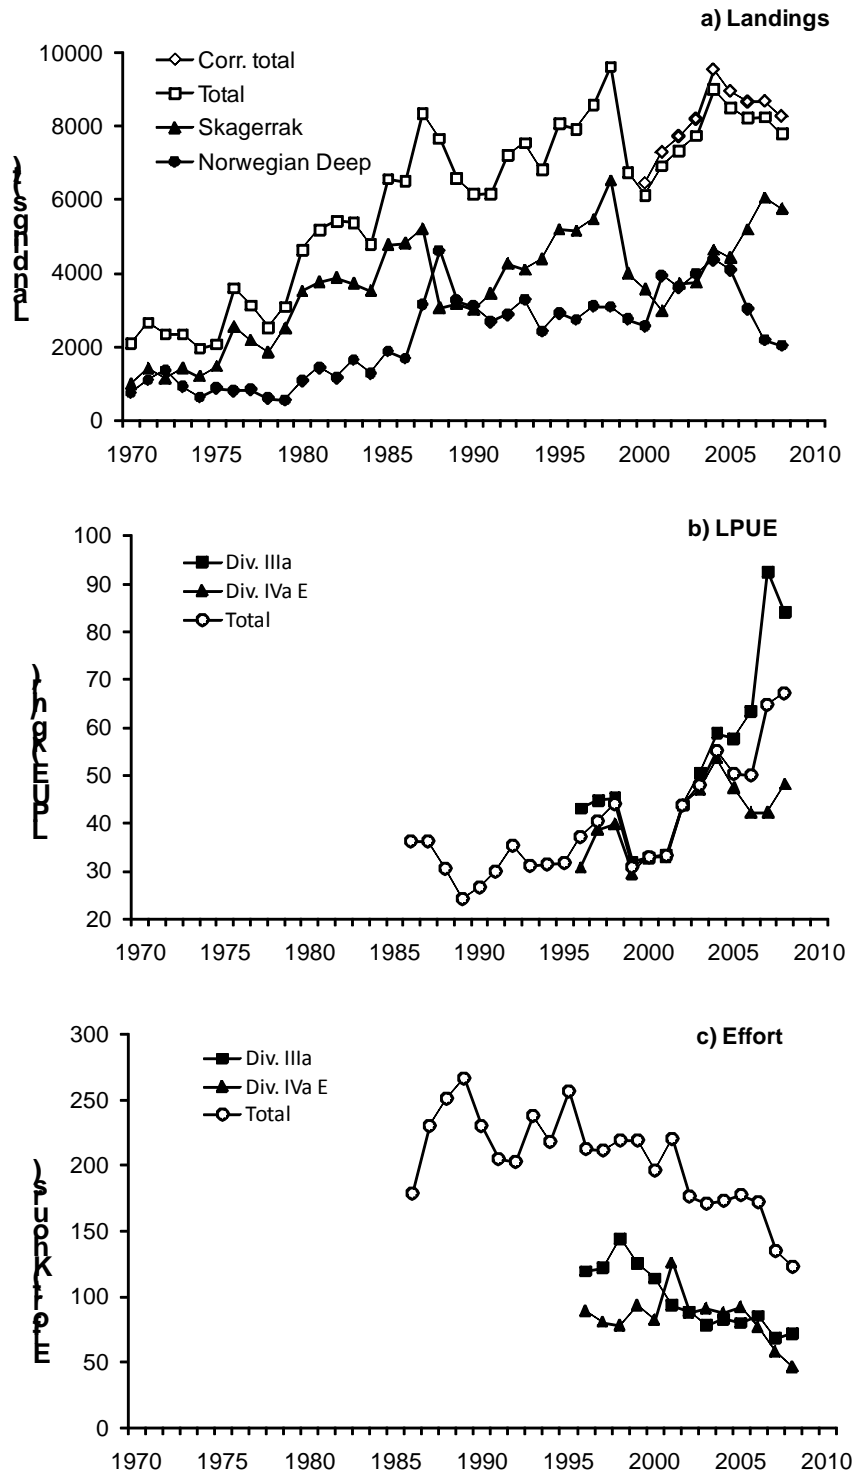 a) Landings
10000
8000
6000
4000
2000
0
Landings (t)
Corr. total
Total
Skagerrak
Norwegian Deep
1970 1975 1980 1985 1990 1995 2000 2005 2010
b) LPUE
100
90
80
70
60
50
40
30
20
Div. IIIa
Div. IVa E
Total
1970 1975 1980 1985 1990 1995 2000 2005 2010
c) Effort
300
250
200
150
100
50
0
Div. IIIa
Div. IVa E
Total
1970 1975 1980 1985 1990 1995 2000 2005 2010